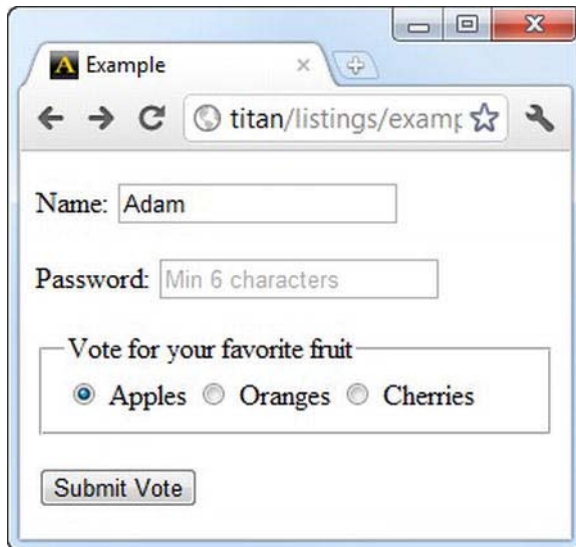 Example
titan/listings/examp
Name: Adam
Password: Min 6 characters
Vote for your favorite fruit
Apples Oranges Cherries
Submit Vote